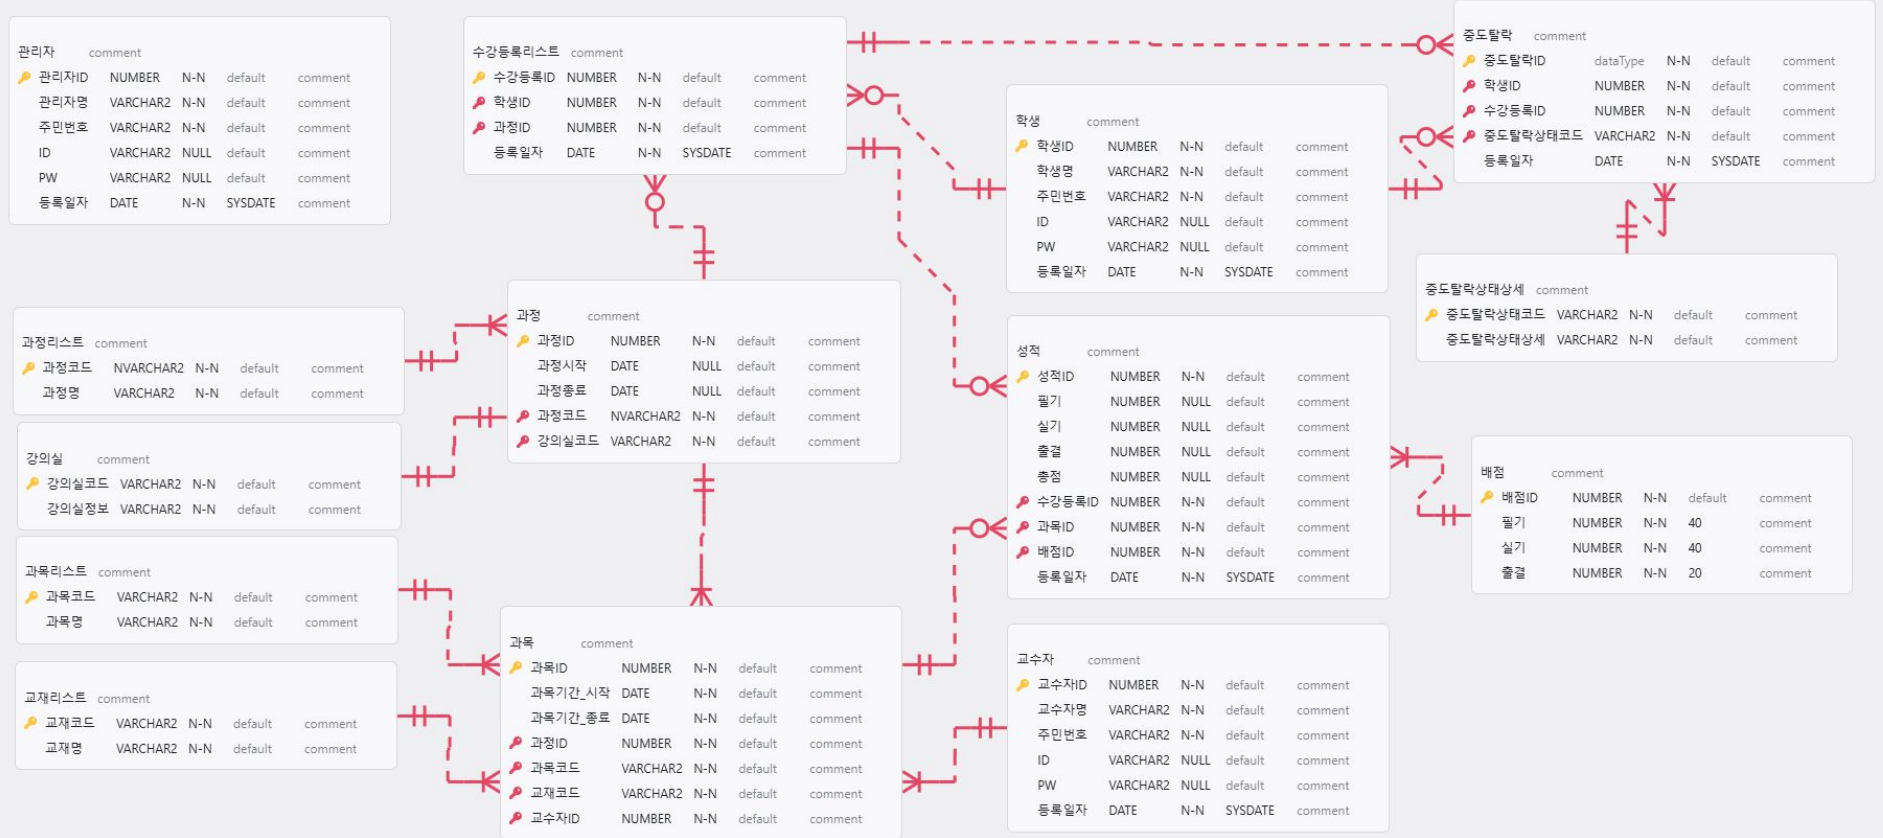 관리자 comment
관리자ID NUMBER N-N default comment
관리자명 VARCHAR2 N-N default comment
주민번호 VARCHAR2 N-N default comment
ID VARCHAR2 NULL default comment
PW VARCHAR2 NULL default comment
등록일자 DATE N-N SYSDATE comment
수강등록리스트 comment
수강등록ID NUMBER N-N default comment
학생ID NUMBER N-N default comment
과정ID NUMBER N-N default comment
등록일자 DATE N-N SYSDATE comment
학생 comment
학생ID NUMBER N-N default comment
학생명 VARCHAR2 N-N default comment
주민번호 VARCHAR2 N-N default comment
ID VARCHAR2 NULL default comment
PW VARCHAR2 NULL default comment
등록일자 DATE N-N SYSDATE comment
중도탈락 comment
중도탈락ID dataType N-N default comment
학생ID NUMBER N-N default comment
수강등록ID NUMBER N-N default comment
중도탈락상태코드 VARCHAR2 N-N default comment
등록일자 DATE N-N SYSDATE comment
중도탈락상태상세 comment
중도탈락상태코드 VARCHAR2 N-N default comment
중도탈락상태상세 VARCHAR2 N-N default comment
과정리스트 comment
과정코드 NVARCHAR2 N-N default comment
과정명 VARCHAR2 N-N default comment
과정 comment
과정ID NUMBER N-N default comment
과정시작 DATE NULL default comment
과정종료 DATE NULL default comment
과정코드 NVARCHAR2 N-N default comment
강의실코드 VARCHAR2 N-N default comment
강의실 comment
강의실코드 VARCHAR2 N-N default comment
강의실정보 VARCHAR2 N-N default comment
성적 comment
성적ID NUMBER N-N default comment
필기 NUMBER NULL default comment
실기 NUMBER NULL default comment
출결 NUMBER NULL default comment
총점 NUMBER NULL default comment
수강등록ID NUMBER N-N default comment
과목ID NUMBER N-N default comment
배점ID NUMBER N-N default comment
등록일자 DATE N-N SYSDATE comment
배점 comment
배점ID NUMBER N-N default comment
필기 NUMBER N-N 40 comment
실기 NUMBER N-N 40 comment
출결 NUMBER N-N 20 comment
과목리스트 comment
과목코드 VARCHAR2 N-N default comment
과목명 VARCHAR2 N-N default comment
교재리스트 comment
교재코드 VARCHAR2 N-N default comment
교재명 VARCHAR2 N-N default comment
과목 comment
과목ID NUMBER N-N default comment
과목기간_시작 DATE N-N default comment
과목기간_종료 DATE N-N default comment
과정ID NUMBER N-N default comment
과목코드 VARCHAR2 N-N default comment
교재코드 VARCHAR2 N-N default comment
교수자ID NUMBER N-N default comment
교수자 comment
교수자ID NUMBER N-N default comment
교수자명 VARCHAR2 N-N default comment
주민번호 VARCHAR2 N-N default comment
ID VARCHAR2 NULL default comment
PW VARCHAR2 NULL default comment
등록일자 DATE N-N SYSDATE comment